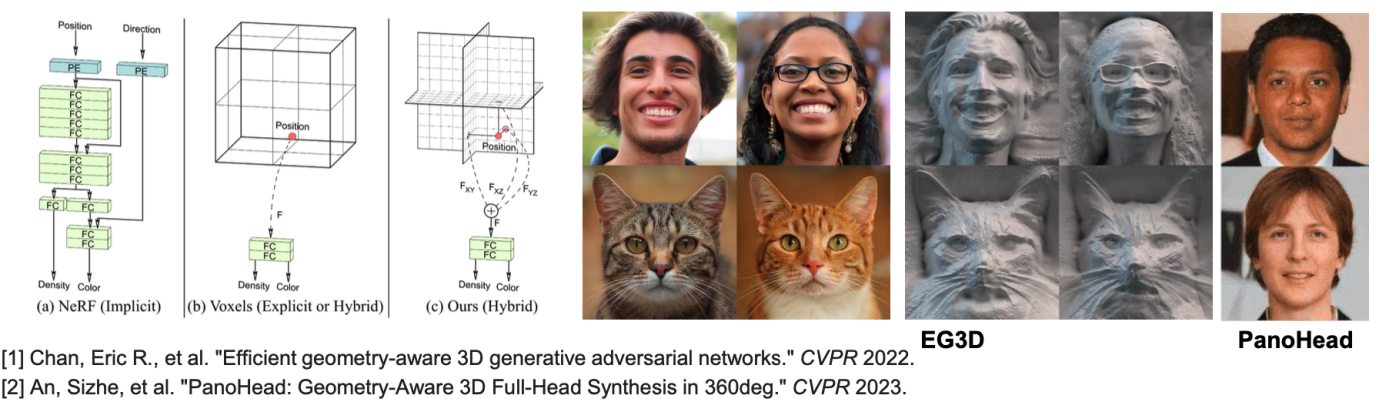 Position
Direction
PE
PE
FC
FC
FC
FC
FC
FC
FC
FC
FC
FC
FC
Density Color
(a) NeRF (Implicit)
Position
F
FC
FC
Density Color
(b) Voxels (Explicit or Hybrid)
Position
FXY
FXZ
FYZ
F
FC
FC
Density Color
(c) Ours (Hybrid)
EG3D
PanoHead
[1] Chan, Eric R., et al. "Efficient geometry-aware 3D generative adversarial networks." CVPR 2022.
[2] An, Sizhe, et al. "PanoHead: Geometry-Aware 3D Full-Head Synthesis in 360deg." CVPR 2023.